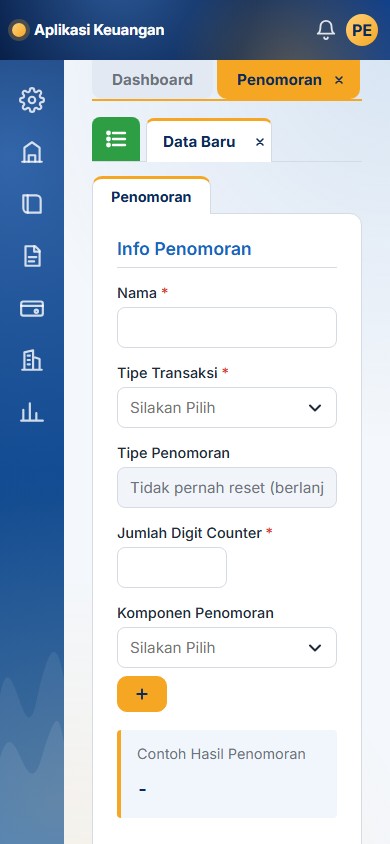 Aplikasi Keuangan
PE
Dashboard
Penomoran ×
Data Baru ×
Penomoran
Info Penomoran
Nama *
Tipe Transaksi *
Silakan Pilih
Tipe Penomoran
Tidak pernah reset (berlanj
Jumlah Digit Counter *
Komponen Penomoran
Silakan Pilih
+
Contoh Hasil Penomoran
-